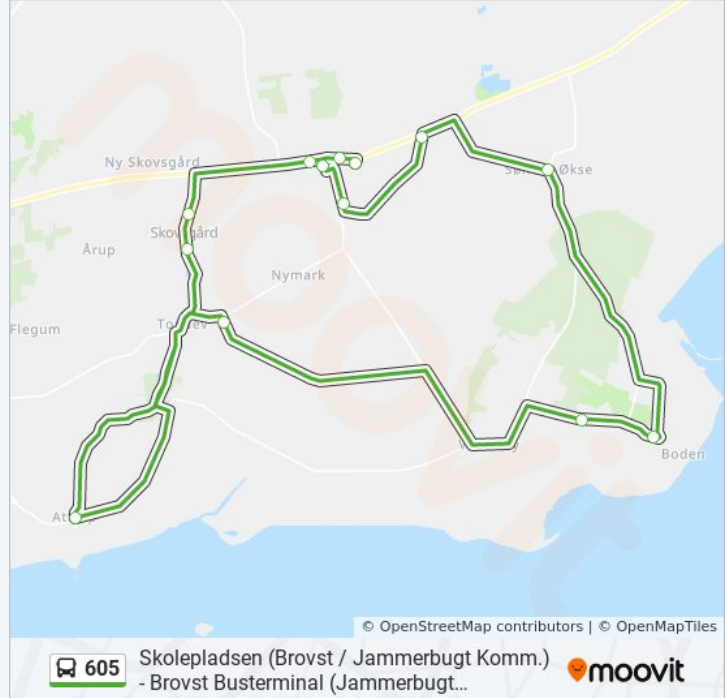 Ny Skovsgård
Økse
Årup
Nymark
Flegum
Boden
© OpenStreetMap contributors | © OpenMapTiles
605
Skolepladsen (Brovst / Jammerbugt Komm.)
- Brovst Busterminal (Jammerbugt…
moovit